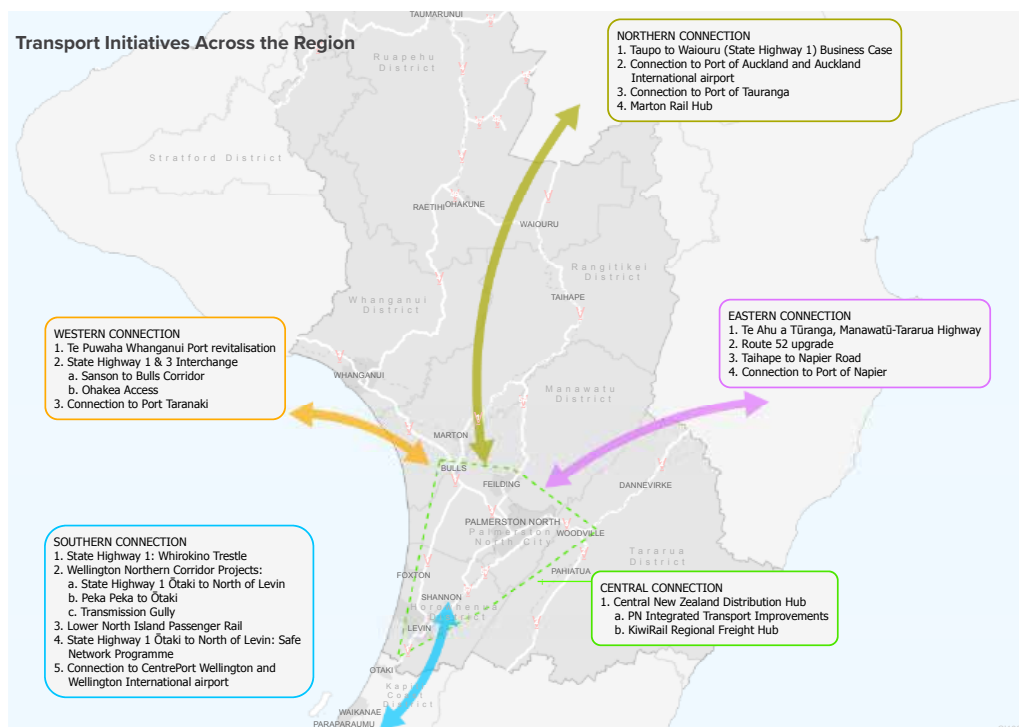 Transport Initiatives Across the Region
NORTHERN CONNECTION
1. Taupo to Waiouru (State Highway 1) Business Case
2. Connection to Port of Auckland and Auckland
International airport
3. Connection to Port of Tauranga
4. Marton Rail Hub
WESTERN CONNECTION
1. Te Puwaha Whanganui Port revitalisation
2. State Highway 1 & 3 Interchange
a. Sanson to Bulls Corridor
b. Ohakea Access
3. Connection to Port Taranaki
EASTERN CONNECTION
1. Te Ahu a Tūranga, Manawatū-Tararua Highway
2. Route 52 upgrade
3. Taihape to Napier Road
4. Connection to Port of Napier
SOUTHERN CONNECTION
1. State Highway 1: Whirokino Trestle
2. Wellington Northern Corridor Projects:
a. State Highway 1 Ōtaki to North of Levin
b. Peka Peka to Ōtaki
c. Transmission Gully
3. Lower North Island Passenger Rail
4. State Highway 1 Ōtaki to North of Levin: Safe
Network Programme
5. Connection to CentrePort Wellington and
Wellington International airport
CENTRAL CONNECTION
1. Central New Zealand Distribution Hub
a. PN Integrated Transport Improvements
b. KiwiRail Regional Freight Hub
TAUMARUNUI
Ruapehu
District
Stratford District
RAETIHI
OHAKUNE
WAIOURU
Rangitikei
District
TAIHAPE
Whanganui
District
WHANGANUI
Manawatu
District
MARTON
BULLS
FEILDING
DANNEVIRKE
PALMERSTON NORTH
Palmerston
North City
WOODVILLE
Tararua
District
PAHIATUA
FOXTON
SHANNON
Horowhenua
District
LEVIN
OTAKI
Kapiti
Coast
District
WAIKANAE
PARAPARAUMU